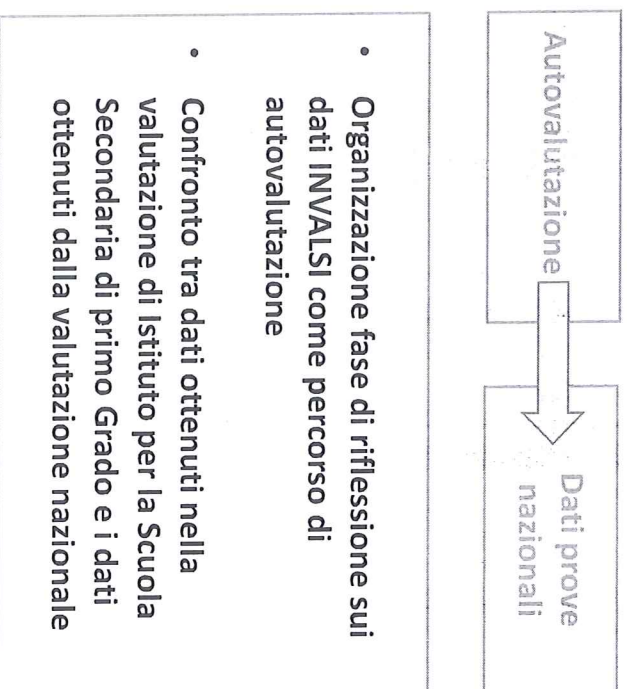 Autovalutazione
Dati prove
nazionali
• Organizzazione fase di riflessione sui
dati INVALSI come percorso di
autovalutazione
• Confronto tra dati ottenuti nella
valutazione di Istituto per la Scuola
Secondaria di primo Grado e i dati
ottenuti dalla valutazione nazionale